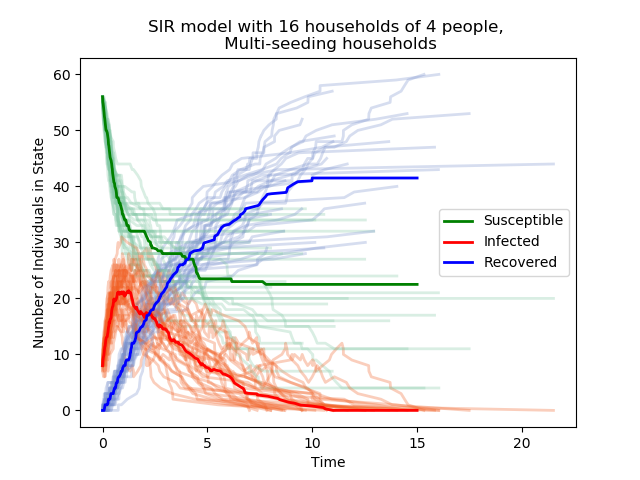 SIR model with 16 households of 4 people,
Multi-seeding households
Number of Individuals in State
60
50
40
30
20
10
0
Susceptible
Infected
Recovered
0 5 10 15 20
Time